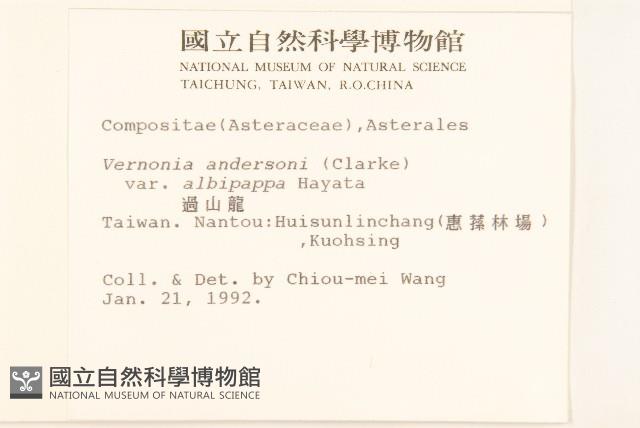 國立自然科學博物館
NATIONAL MUSEUM OF NATURAL SCIENCE
TAICHUNG, TAIWAN, R.O.CHINA
Compositae(Asteraceae),Asterales
Vernonia andersoni (Clarke)
var. albipappa Hayata
過山龍
Taiwan. Nantou:Huisunlinchang(惠蓀林場)
,Kuohsing
Coll. & Det. by Chiou-mei Wang
Jan. 21, 1992.
國立自然科學博物館
NATIONAL MUSEUM OF NATURAL SCIENCE